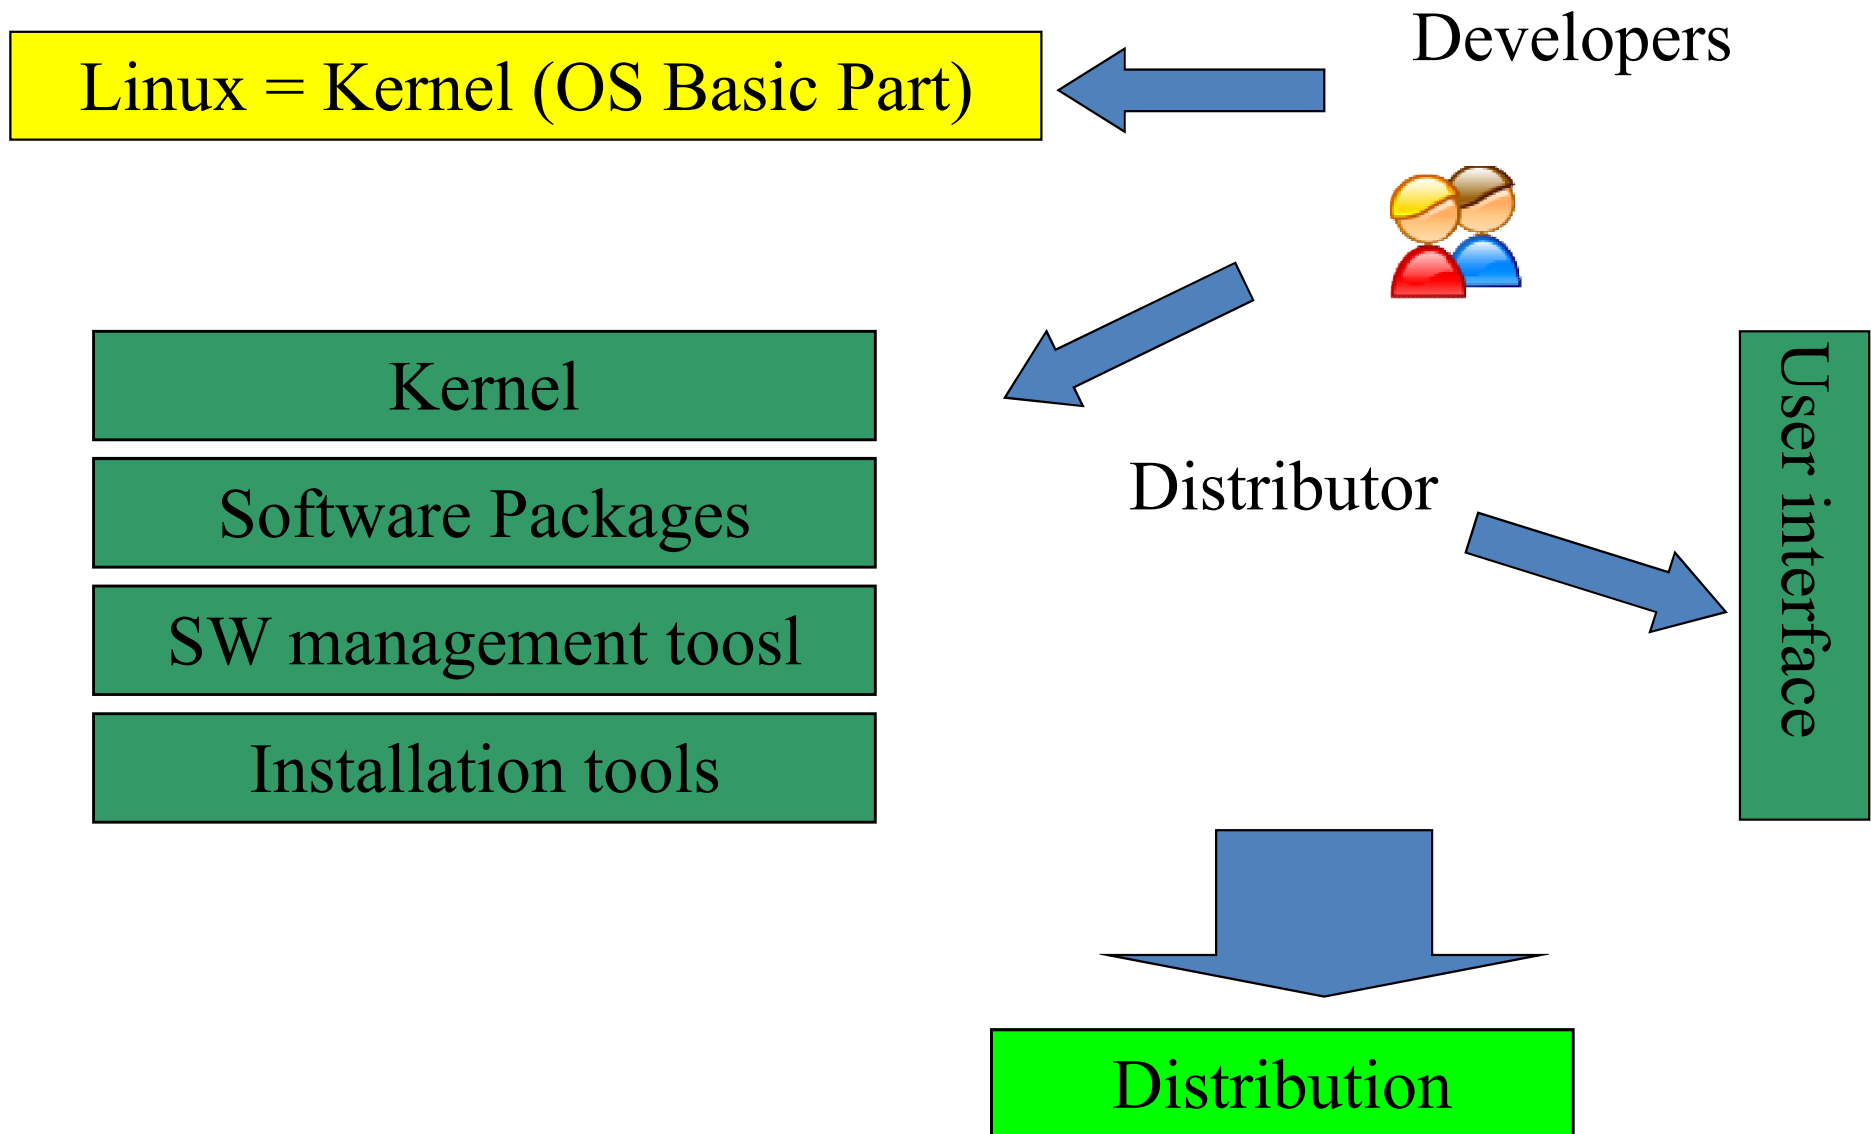 Developers
Linux = Kernel (OS Basic Part)
Kernel
Software Packages
SW management toosl
Installation tools
Distributor
User interface
Distribution